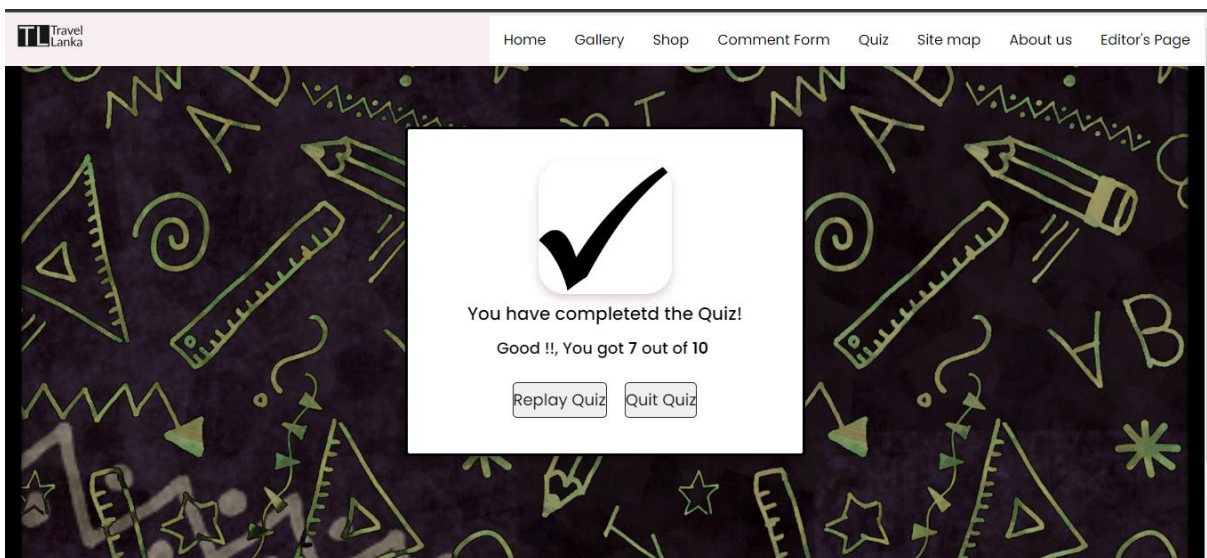 TL Travel
Lanka
Home Gallery Shop Comment Form Quiz Site map About us Editor's Page
You have completetd the Quiz!
Good !!, You got 7 out of 10
Replay Quiz Quit Quiz